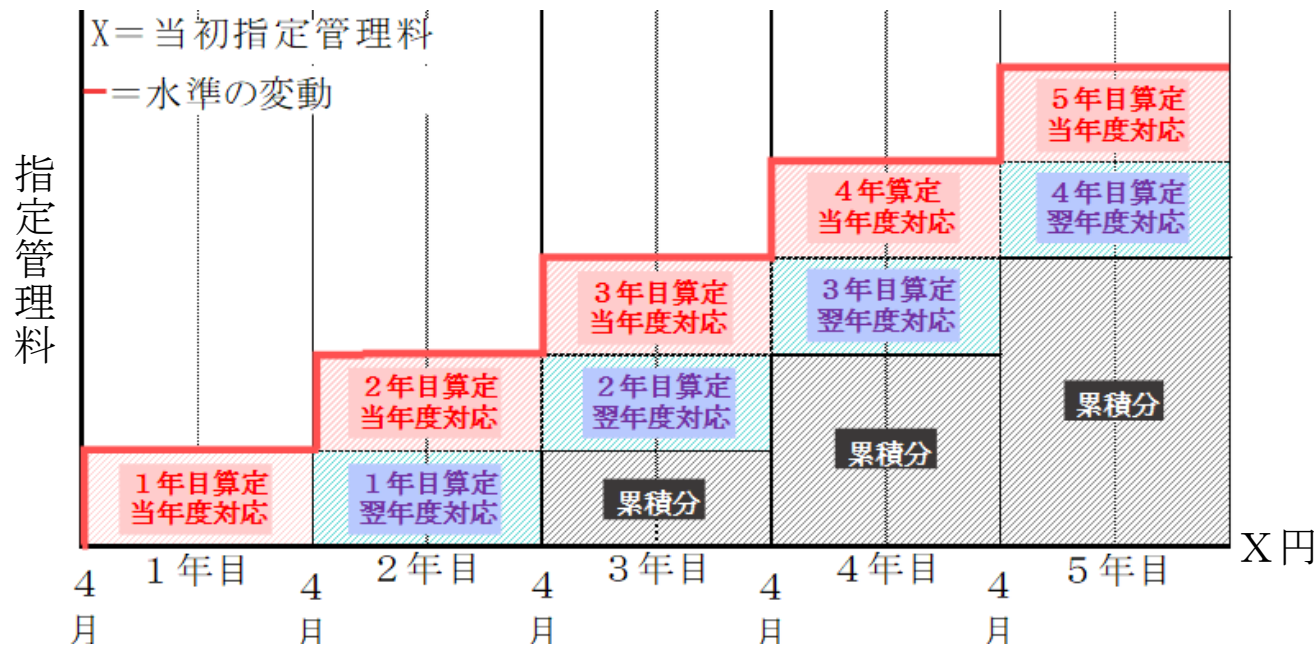 X＝当初指定管理料
＝水準の変動
指定管理料
５年目算定
当年度対応
４年算定
当年度対応
４年目算定
翌年度対応
３年目算定
当年度対応
３年目算定
翌年度対応
２年目算定
当年度対応
２年目算定
翌年度対応
累積分
累積分
１年目算定
当年度対応
１年目算定
翌年度対応
累積分
X円
１年目
２年目
３年目
４年目
５年目
４月
４月
４月
４月
４月